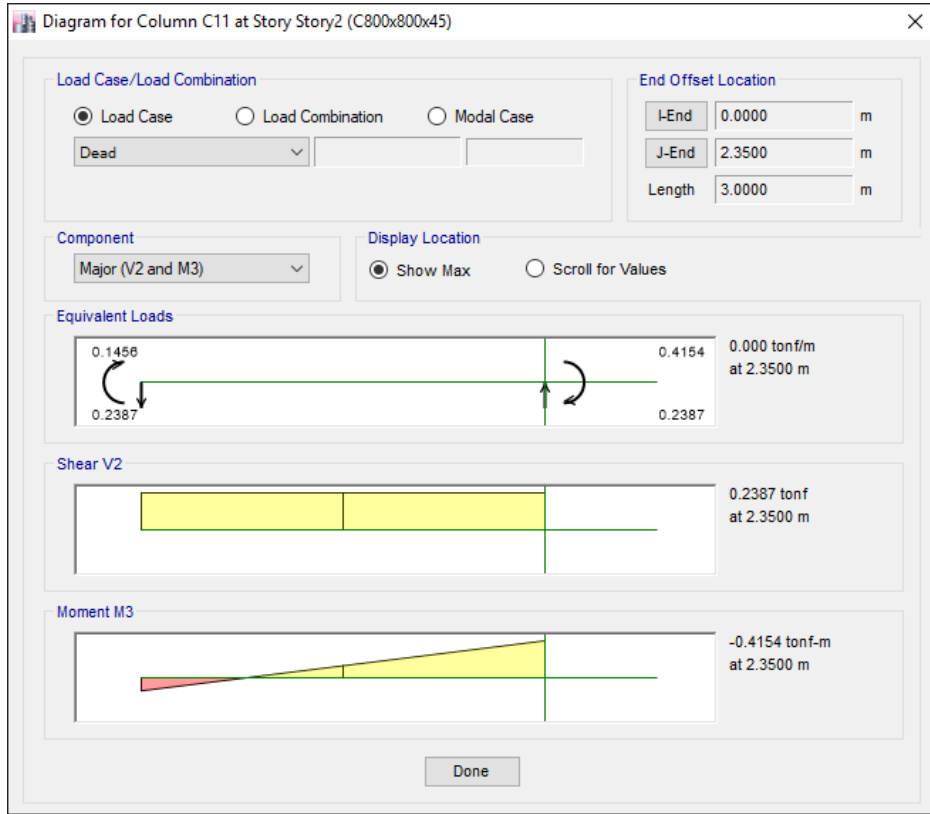 Diagram for Column C11 at Story Story2 (C800x800x45)
Load Case/Load Combination
Load Case
Load Combination
Modal Case
Dead
End Offset Location
I-End 0.0000 m
J-End 2.3500 m
Length 3.0000 m
Component
Major (V2 and M3)
Display Location
Show Max
Scroll for Values
Equivalent Loads
0.1456
0.4154
0.2387
0.2387
0.000 tonf/m
at 2.3500 m
Shear V2
0.2387 tonf
at 2.3500 m
Moment M3
-0.4154 tonf-m
at 2.3500 m
Done